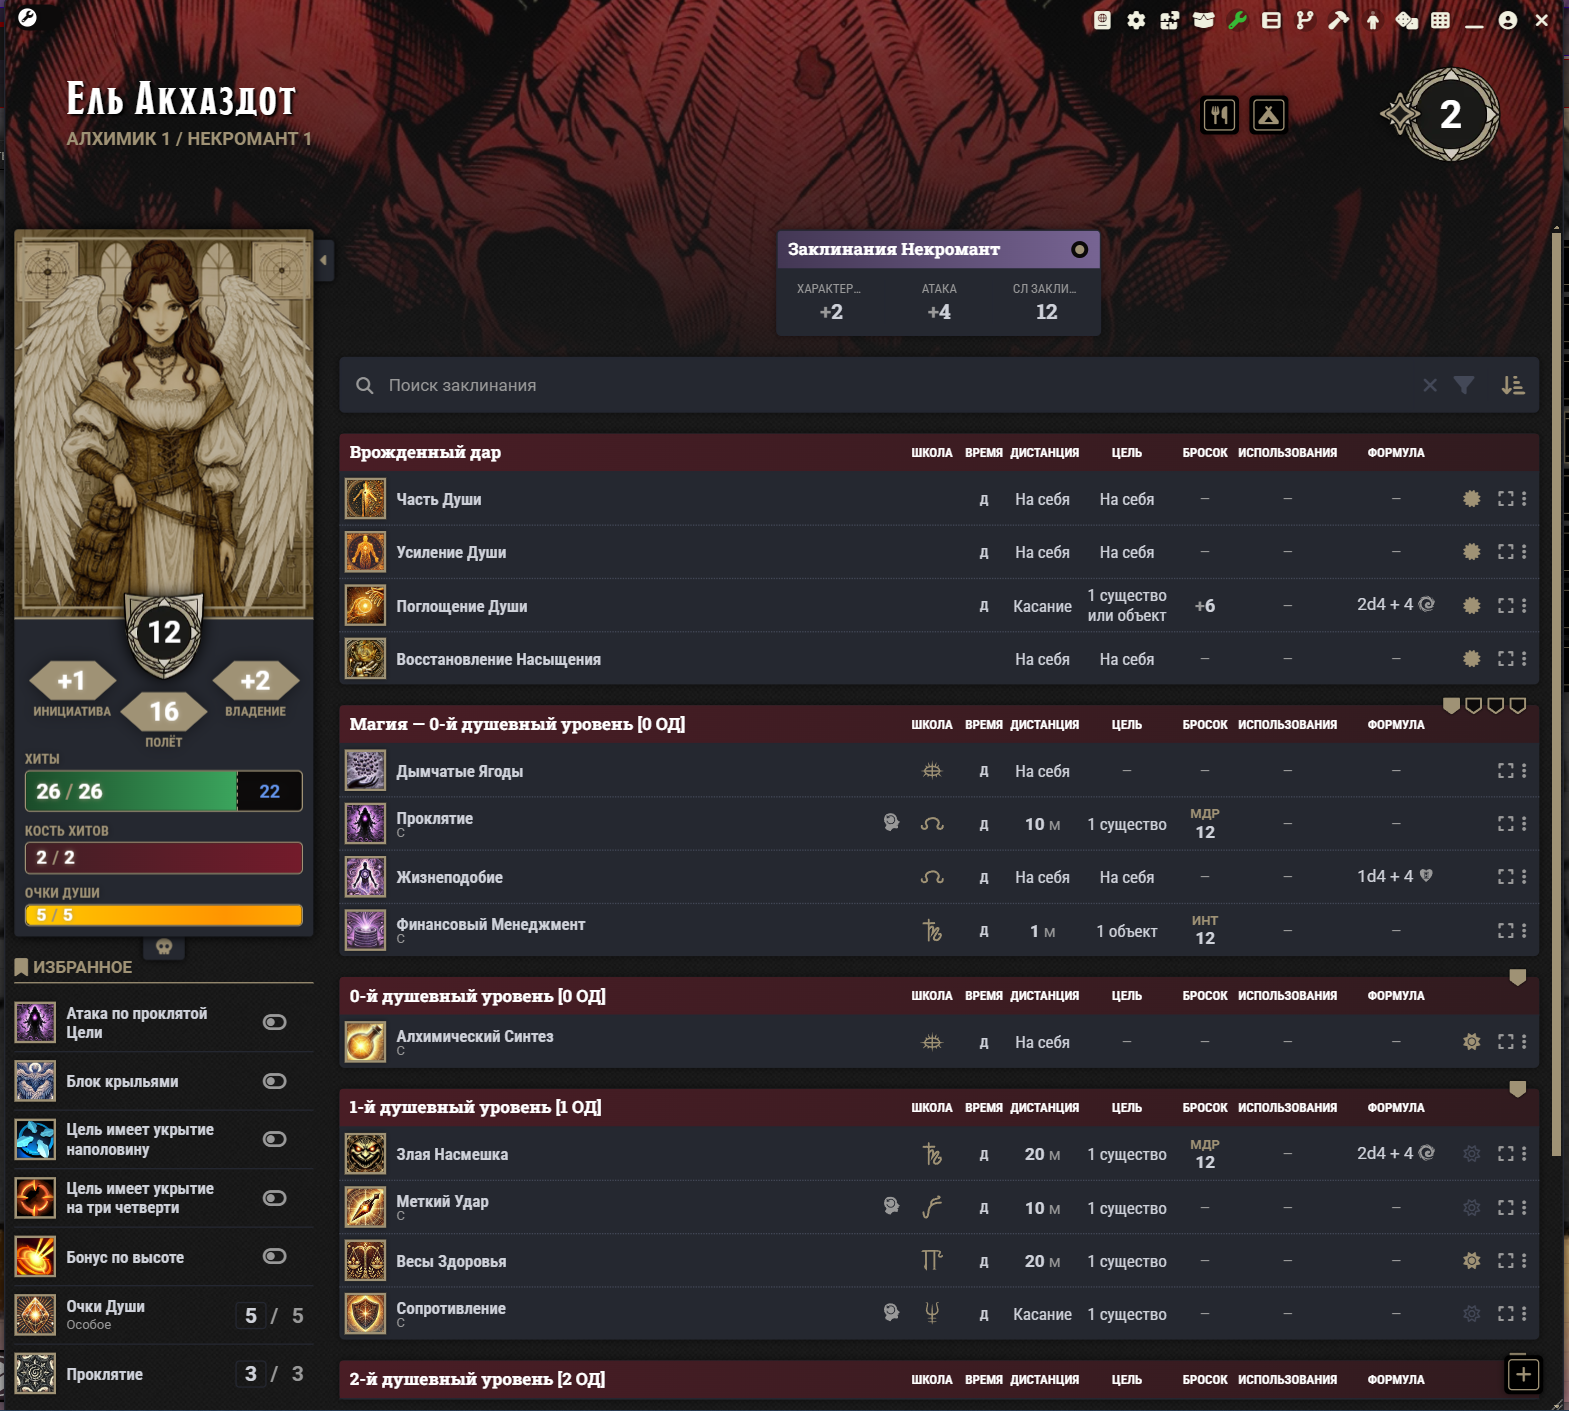 Ель Акхаздот
АЛХИМИК 1 / НЕКРОМАНТ 1
2
Заклинания Некромант
ХАРАКТЕР... АТАКА СЛ ЗАКЛИ...
+2 +4 12
Поиск заклинания
12
+1 +2
ИНИЦИАТИВА 16 ВЛАДЕНИЕ
ПОЛЁТ
ХИТЫ
26 / 26 22
КОСТЬ ХИТОВ
2 / 2
ОЧКИ ДУШИ
5 / 5
ИЗБРАННОЕ
Атака по проклятой
Цели
Блок крыльями
Цель имеет укрытие
наполовину
Цель имеет укрытие
на три четверти
Бонус по высоте
Очки Души 5 / 5
Особое
Проклятие 3 / 3
Врожденный дар ШКОЛА ВРЕМЯ ДИСТАНЦИЯ ЦЕЛЬ БРОСОК ИСПОЛЬЗОВАНИЯ ФОРМУЛА
Часть Души Д На себя На себя – – –
Усиление Души Д На себя На себя – – –
Поглощение Души Д Касание 1 существо или объект +6 – 2d4 + 4
Восстановление Насыщения На себя На себя – – –
Магия — 0-й душевный уровень [0 ОД] ШКОЛА ВРЕМЯ ДИСТАНЦИЯ ЦЕЛЬ БРОСОК ИСПОЛЬЗОВАНИЯ ФОРМУЛА
Дымчатые Ягоды Д На себя – – – –
Проклятие Д 10 м 1 существо МДР 12 – –
С
Жизнеподобие Д На себя На себя – – 1d4 + 4
Финансовый Менеджмент Д 1 м 1 объект ИНТ 12 – –
С
0-й душевный уровень [0 ОД] ШКОЛА ВРЕМЯ ДИСТАНЦИЯ ЦЕЛЬ БРОСОК ИСПОЛЬЗОВАНИЯ ФОРМУЛА
Алхимический Синтез Д На себя – – – –
С
1-й душевный уровень [1 ОД] ШКОЛА ВРЕМЯ ДИСТАНЦИЯ ЦЕЛЬ БРОСОК ИСПОЛЬЗОВАНИЯ ФОРМУЛА
Злая Насмешка Д 20 м 1 существо МДР 12 – 2d4 + 4
Меткий Удар Д 10 м 1 существо – – –
С
Весы Здоровья Д 20 м 1 существо – – –
Сопротивление Д Касание 1 существо – – –
С
2-й душевный уровень [2 ОД] ШКОЛА ВРЕМЯ ДИСТАНЦИЯ ЦЕЛЬ БРОСОК ИСПОЛЬЗОВАНИЯ ФОРМУЛА